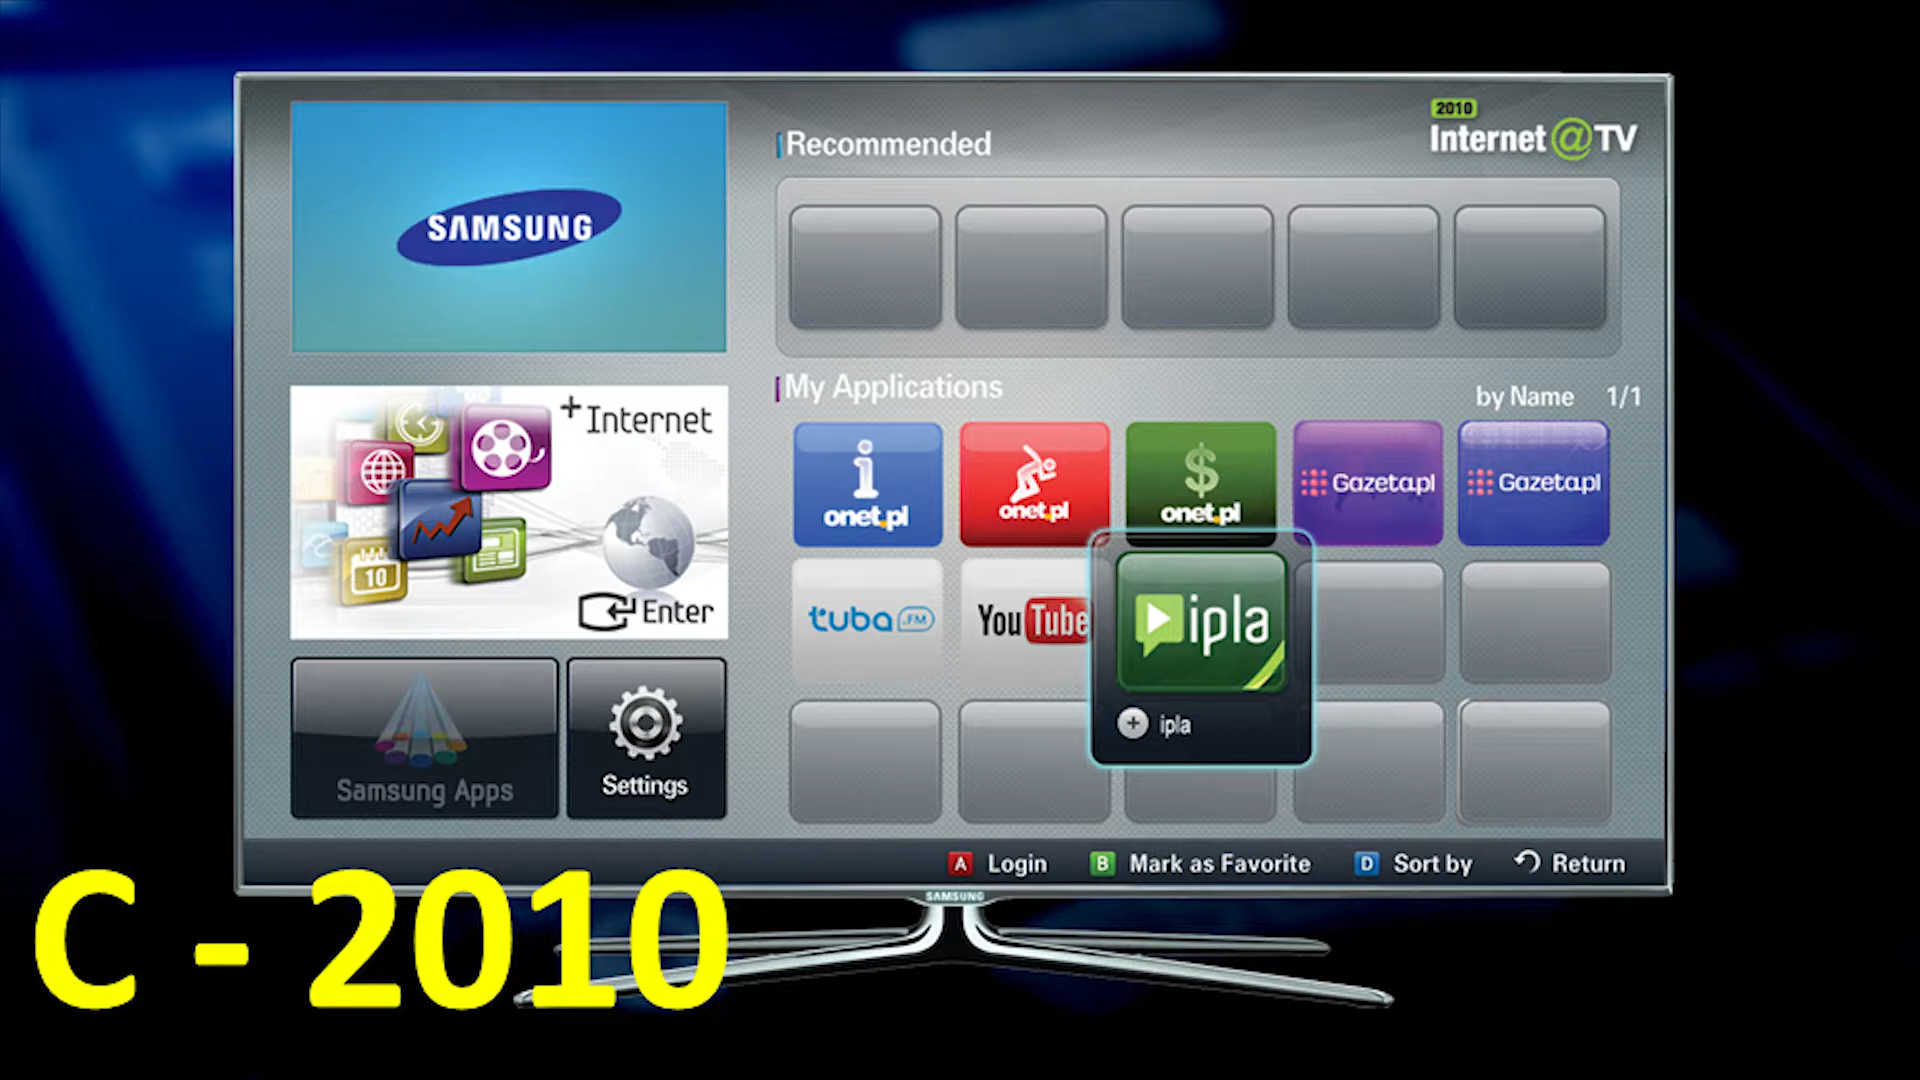 SAMSUNG
Recommended
2010
Internet@TV
My Applications
by Name 1/1
+Internet
10
Enter
onet.pl
onet.pl
$
onet.pl
Gazeta.pl
Gazeta.pl
tuba.FM
YouTube
ipla
ipla
Samsung Apps
Settings
A Login
B Mark as Favorite
D Sort by
Return
SAMSUNG
C - 2010